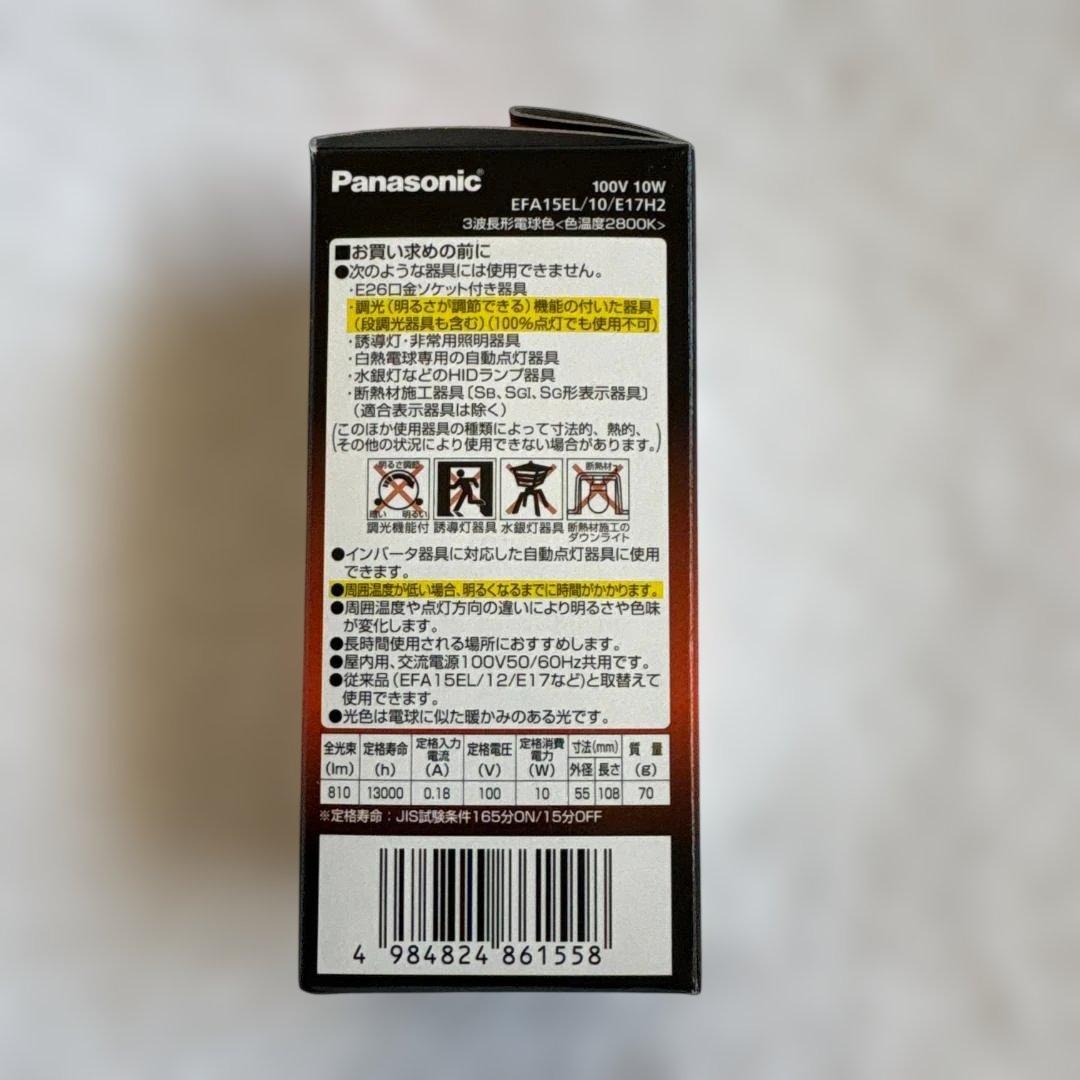 Panasonic®
100V 10W
EFA15EL/10/E17H2
3波長形電球色<色温度2800K>
■お買い求めの前に
●次のような器具には使用できません。
・E26口金ソケット付き器具
・調光(明るさが調節できる)機能の付いた器具
(段調光器具も含む)(100%点灯でも使用不可)
・誘導灯・非常用照明器具
・白熱電球専用の自動点灯器具
・水銀灯などのHIDランプ器具
・断熱材施工器具〔SB、SGI、SG形表示器具〕
(適合表示器具は除く)
(このほか使用器具の種類によって寸法的、熱的、
その他の状況により使用できない場合があります。)
明るさ調節 断熱材
暗い 明るい
調光機能付 誘導灯器具 水銀灯器具 断熱材施工の
ダウンライト
●インバータ器具に対応した自動点灯器具に使用
できます。
●周囲温度が低い場合、明るくなるまでに時間がかかります。
●周囲温度や点灯方向の違いにより明るさや色味
が変化します。
●長時間使用される場所におすすめします。
●屋内用、交流電源100V50/60Hz共用です。
●従来品(EFA15EL/12/E17など)と取替えて
使用できます。
●光色は電球に似た暖かみのある光です。
全光束 定格寿命 定格入力電流 定格電圧 定格消費電力 寸法(mm) 質量
(lm) (h) (A) (V) (W) 外径 長さ (g)
810 13000 0.18 100 10 55 108 70
※定格寿命:JIS試験条件165分ON/15分OFF
4 984824 861558